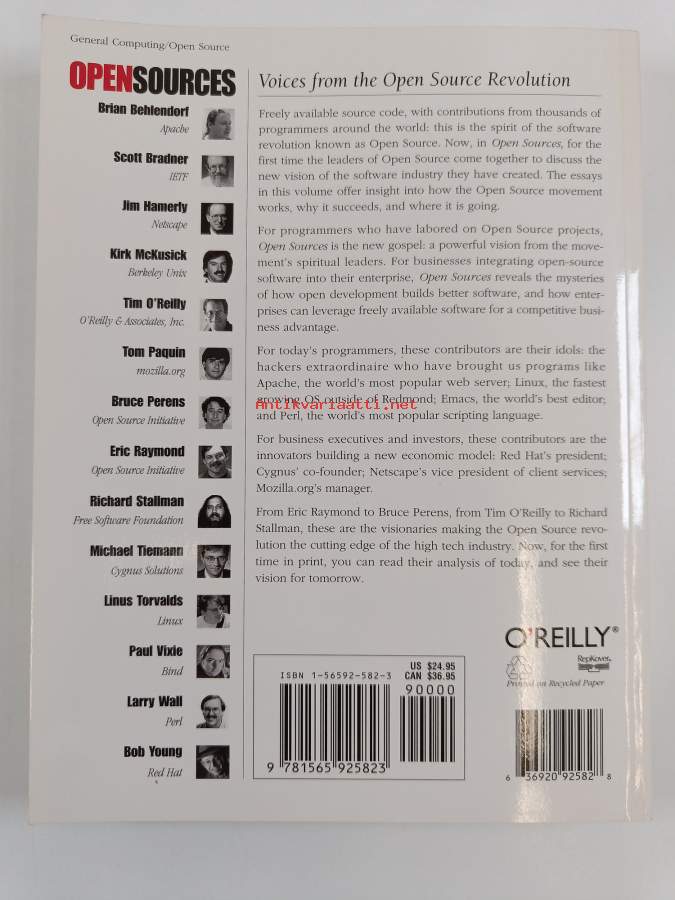 General Computing/Open Source
OPENSOURCES
Brian Behlendorf
Apache
Scott Bradner
IETF
Jim Hamerly
Netscape
Kirk McKusick
Berkeley Unix
Tim O'Reilly
O'Reilly & Associates, Inc.
Tom Paquin
mozilla.org
Bruce Perens
Open Source Initiative
Eric Raymond
Open Source Initiative
Richard Stallman
Free Software Foundation
Michael Tiemann
Cygnus Solutions
Linus Torvalds
Linux
Paul Vixie
Bind
Larry Wall
Perl
Bob Young
Red Hat
Voices from the Open Source Revolution
Freely available source code, with contributions from thousands of
programmers around the world: this is the spirit of the software
revolution known as Open Source. Now, in Open Sources, for the
first time the leaders of Open Source come together to discuss the
new vision of the software industry they have created. The essays
in this volume offer insight into how the Open Source movement
works, why it succeeds, and where it is going.
For programmers who have labored on Open Source projects,
Open Sources is the new gospel: a powerful vision from the move-
ment's spiritual leaders. For businesses integrating open-source
software into their enterprise, Open Sources reveals the mysteries
of how open development builds better software, and how enter-
prises can leverage freely available software for a competitive busi-
ness advantage.
For today's programmers, these contributors are their idols: the
hackers extraordinaire who have brought us programs like
Apache, the world's most popular web server; Linux, the fastest
growing OS outside of Redmond; Emacs, the world's best editor;
and Perl, the world's most popular scripting language.
Antikvariaatti.net
For business executives and investors, these contributors are the
innovators building a new economic model: Red Hat's president;
Cygnus' co-founder; Netscape's vice president of client services;
Mozilla.org's manager.
From Eric Raymond to Bruce Perens, from Tim O'Reilly to Richard
Stallman, these are the visionaries making the Open Source revo-
lution the cutting edge of the high tech industry. Now, for the first
time in print, you can read their analysis of today, and see their
vision for tomorrow.
O'REILLY®
RepKover
Printed on Recycled Paper
US $24.95
CAN $36.95
ISBN 1-56592-582-3
90000
9 781565 925823
6 36920 92582 8